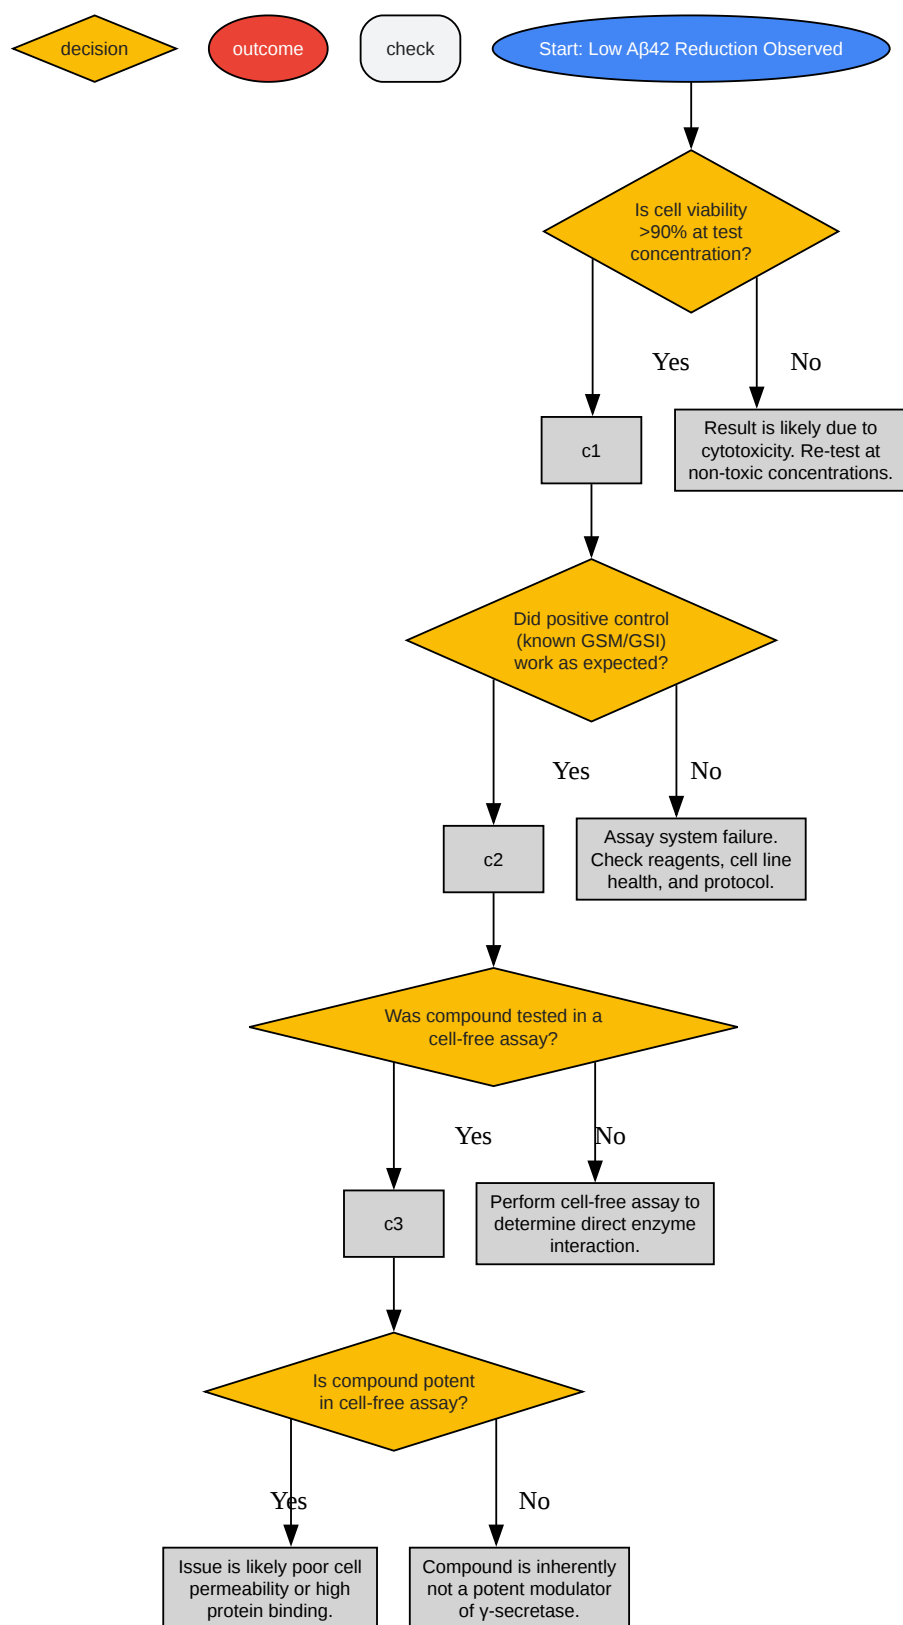 decision
outcome
check
Start: Low Aβ42 Reduction Observed
Is cell viability
>90% at test
concentration?
Yes
No
c1
Result is likely due to
cytotoxicity. Re-test at
non-toxic concentrations.
Did positive control
(known GSM/GSI)
work as expected?
Yes
No
c2
Assay system failure.
Check reagents, cell line
health, and protocol.
Was compound tested in a
cell-free assay?
Yes
No
c3
Perform cell-free assay to
determine direct enzyme
interaction.
Is compound potent
in cell-free assay?
Yes
No
Issue is likely poor cell
permeability or high
protein binding.
Compound is inherently
not a potent modulator
of γ-secretase.